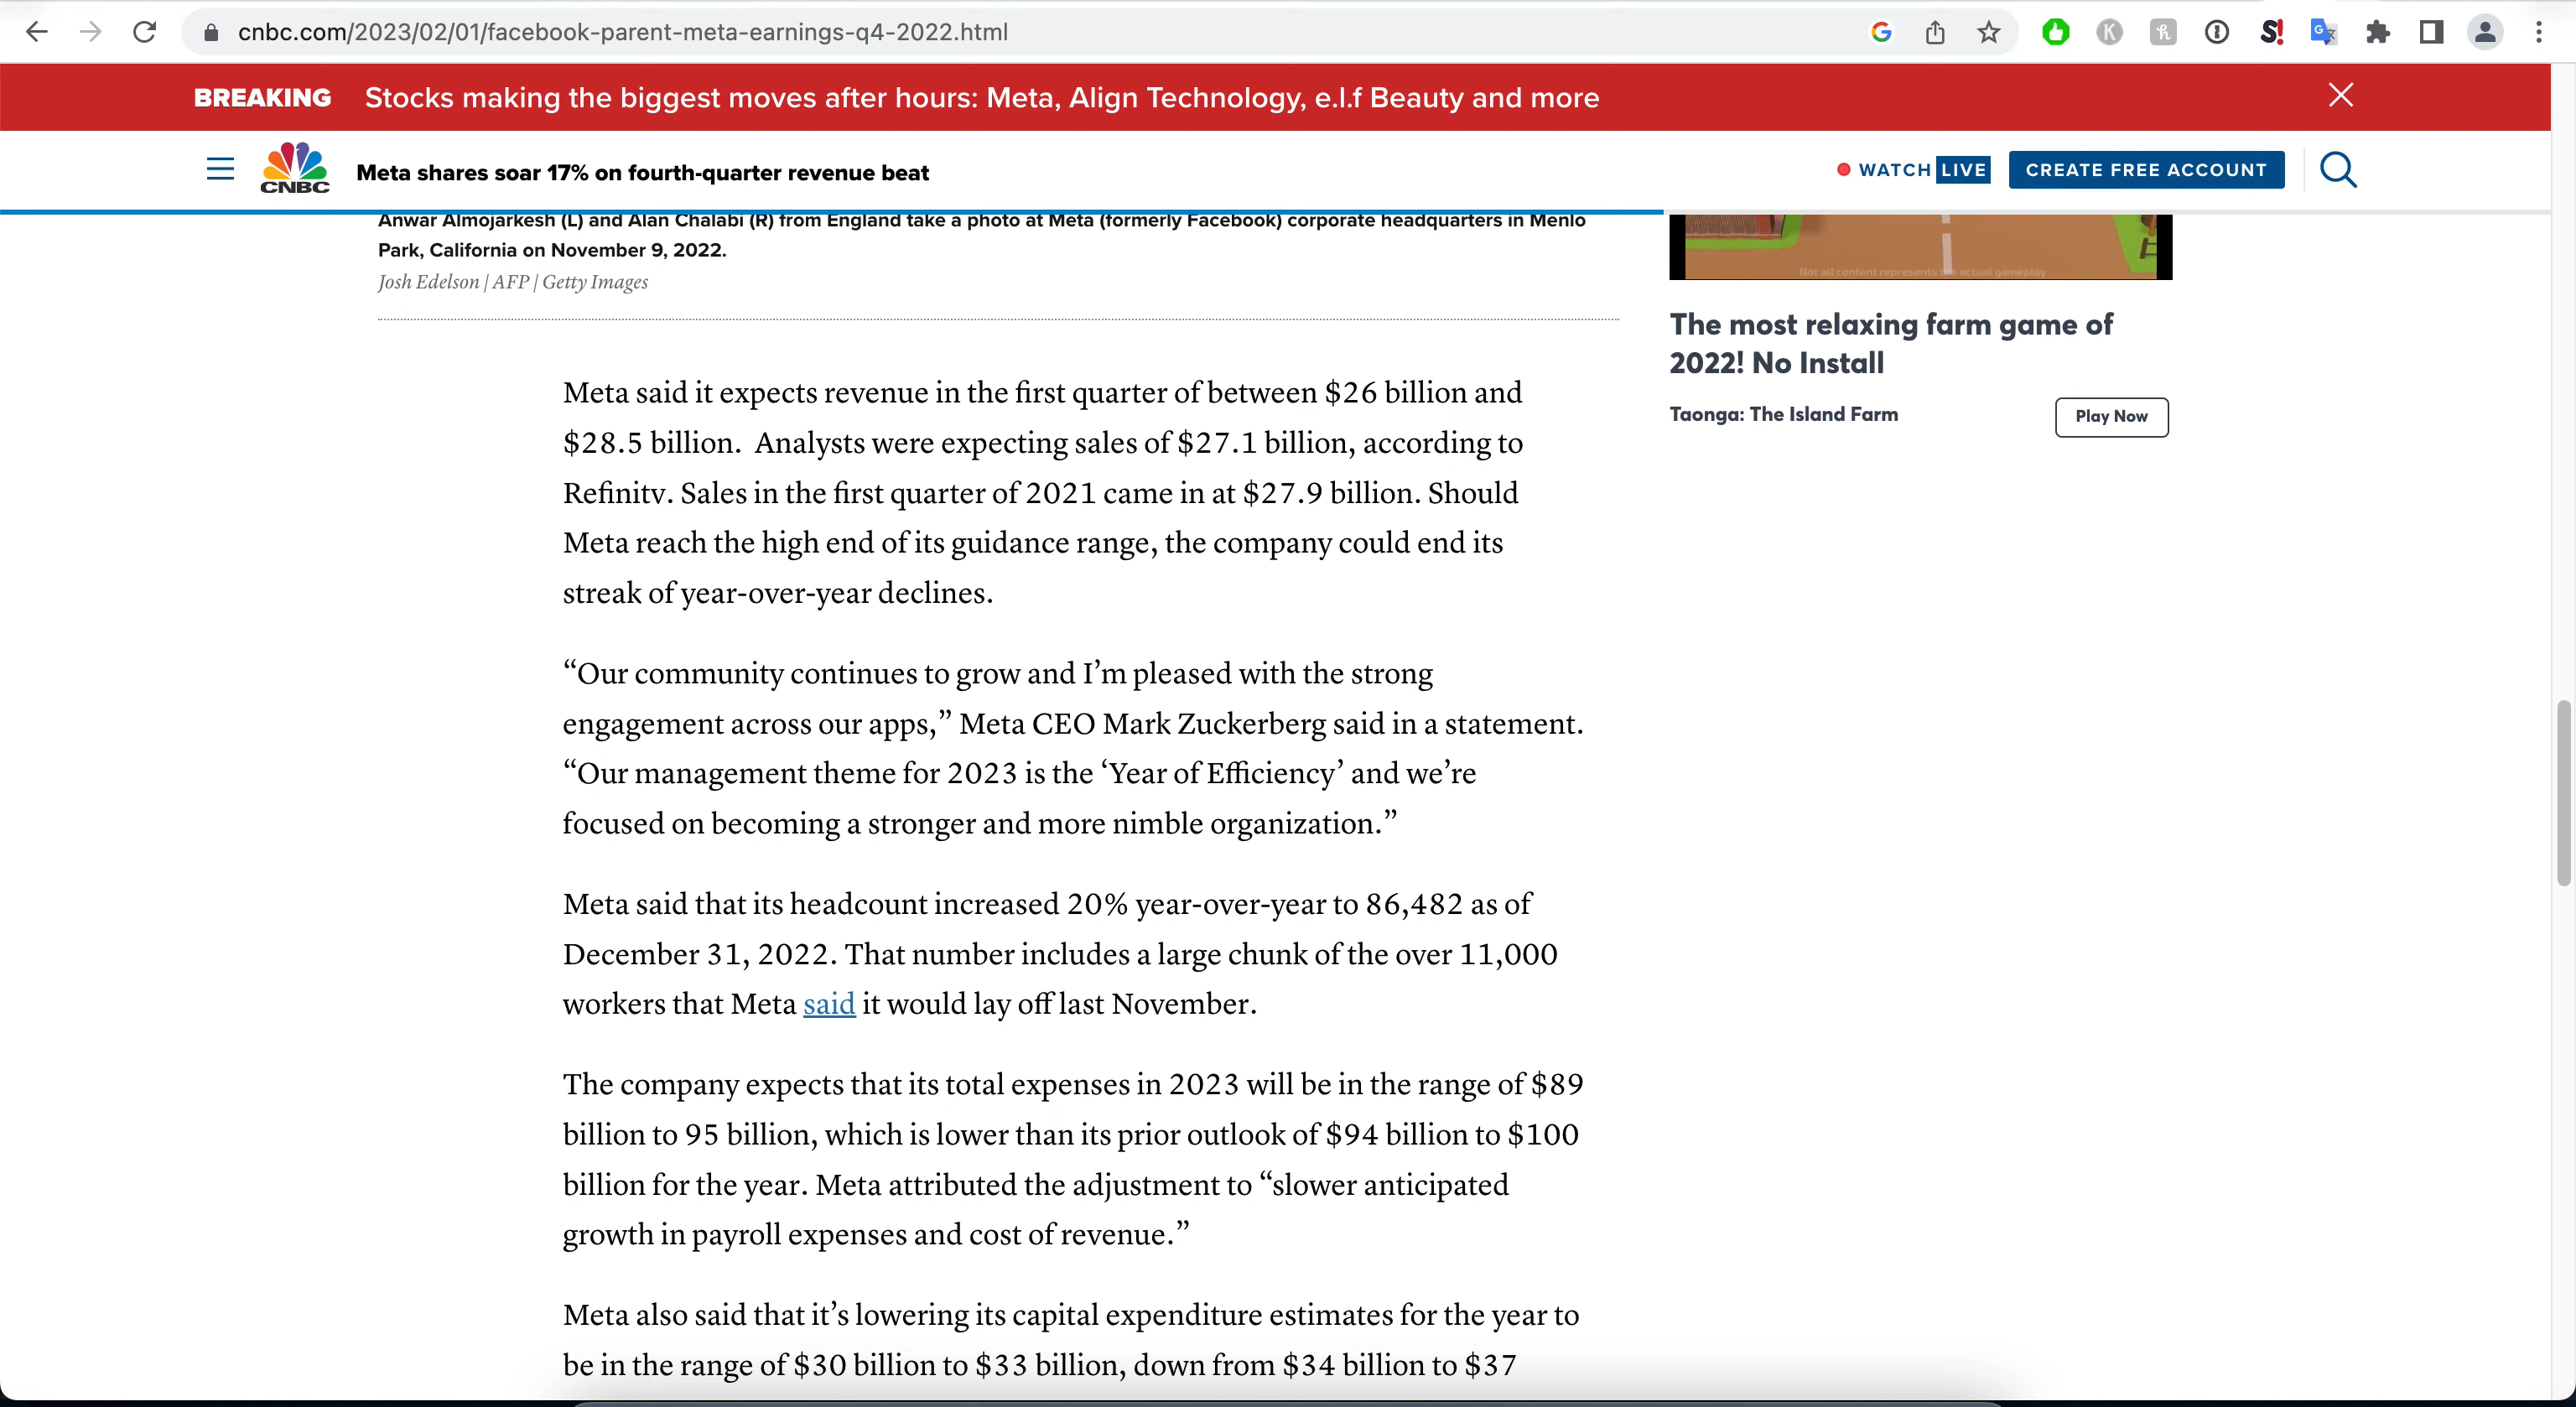 cnbc.com/2023/02/01/facebook-parent-meta-earnings-q4-2022.html
BREAKING Stocks making the biggest moves after hours: Meta, Align Technology, e.l.f Beauty and more
CNBC
Meta shares soar 17% on fourth-quarter revenue beat
WATCH LIVE
CREATE FREE ACCOUNT
Anwar Almojarkesh (L) and Alan Chalabi (R) from England take a photo at Meta (formerly Facebook) corporate headquarters in Menlo
Park, California on November 9, 2022.
Josh Edelson | AFP | Getty Images
Meta said it expects revenue in the first quarter of between $26 billion and
$28.5 billion.  Analysts were expecting sales of $27.1 billion, according to
Refinitv. Sales in the first quarter of 2021 came in at $27.9 billion. Should
Meta reach the high end of its guidance range, the company could end its
streak of year-over-year declines.
“Our community continues to grow and I’m pleased with the strong
engagement across our apps,” Meta CEO Mark Zuckerberg said in a statement.
“Our management theme for 2023 is the ‘Year of Efficiency’ and we’re
focused on becoming a stronger and more nimble organization.”
Meta said that its headcount increased 20% year-over-year to 86,482 as of
December 31, 2022. That number includes a large chunk of the over 11,000
workers that Meta said it would lay off last November.
The company expects that its total expenses in 2023 will be in the range of $89
billion to 95 billion, which is lower than its prior outlook of $94 billion to $100
billion for the year. Meta attributed the adjustment to “slower anticipated
growth in payroll expenses and cost of revenue.”
Meta also said that it’s lowering its capital expenditure estimates for the year to
be in the range of $30 billion to $33 billion, down from $34 billion to $37
Not all content represents the actual gameplay
The most relaxing farm game of
2022! No Install
Taonga: The Island Farm
Play Now